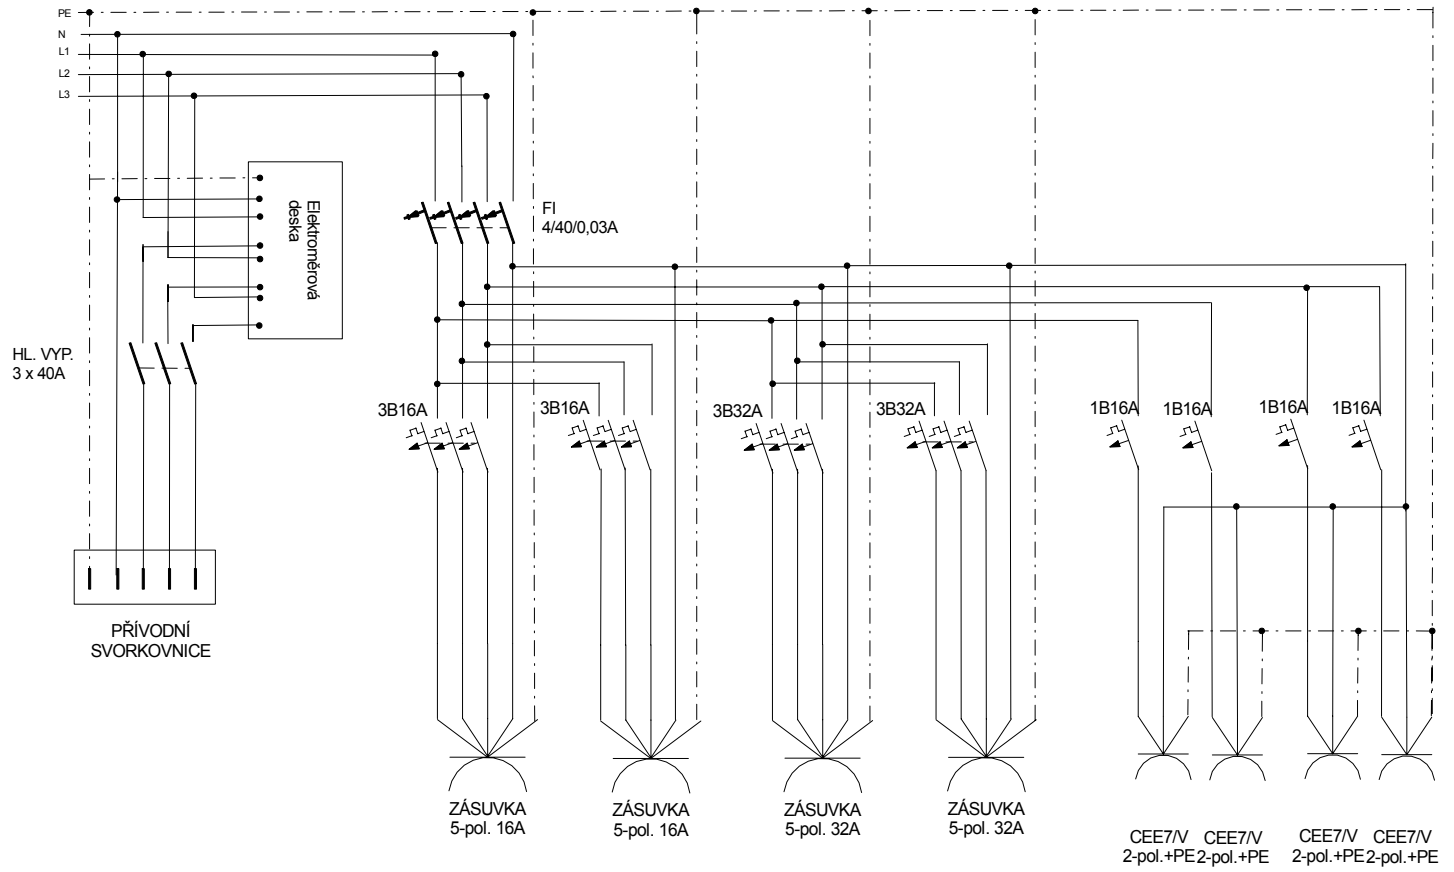 PE
N
L1
L2
L3
Elektroměrová
deska
FI
4/40/0,03A
HL. VYP.
3 x 40A
3B16A
3B16A
3B32A
3B32A
1B16A
1B16A
1B16A
1B16A
PŘÍVODNÍ
SVORKOVNICE
ZÁSUVKA
5-pol. 16A
ZÁSUVKA
5-pol. 16A
ZÁSUVKA
5-pol. 32A
ZÁSUVKA
5-pol. 32A
CEE7/V
2-pol.+PE
CEE7/V
2-pol.+PE
CEE7/V
2-pol.+PE
CEE7/V
2-pol.+PE